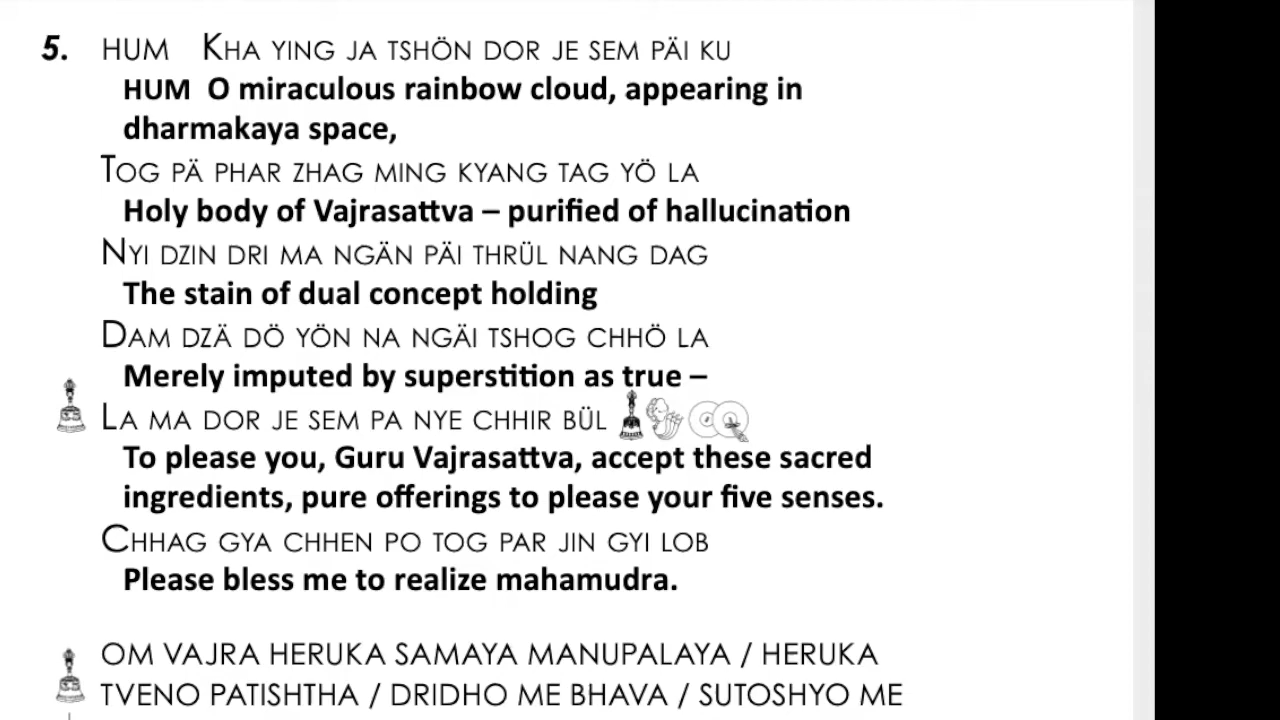 5. HUM KHA YING JA TSHÖN DOR JE SEM PÄI KU
HUM O miraculous rainbow cloud, appearing in
dharmakaya space,
TOG PÄ PHAR ZHAG MING KYANG TAG YÖ LA
Holy body of Vajrasattva – purified of hallucination
NYI DZIN DRI MA NGÄN PÄI THRÜL NANG DAG
The stain of dual concept holding
DAM DZÄ DÖ YÖN NA NGÄI TSHOG CHHÖ LA
Merely imputed by superstition as true –
LA MA DOR JE SEM PA NYE CHHIR BÜL
To please you, Guru Vajrasattva, accept these sacred
ingredients, pure offerings to please your five senses.
CHHAG GYA CHHEN PO TOG PAR JIN GYI LOB
Please bless me to realize mahamudra.
OM VAJRA HERUKA SAMAYA MANUPALAYA / HERUKA
TVENO PATISHTHA / DRIDHO ME BHAVA / SUTOSHYO ME